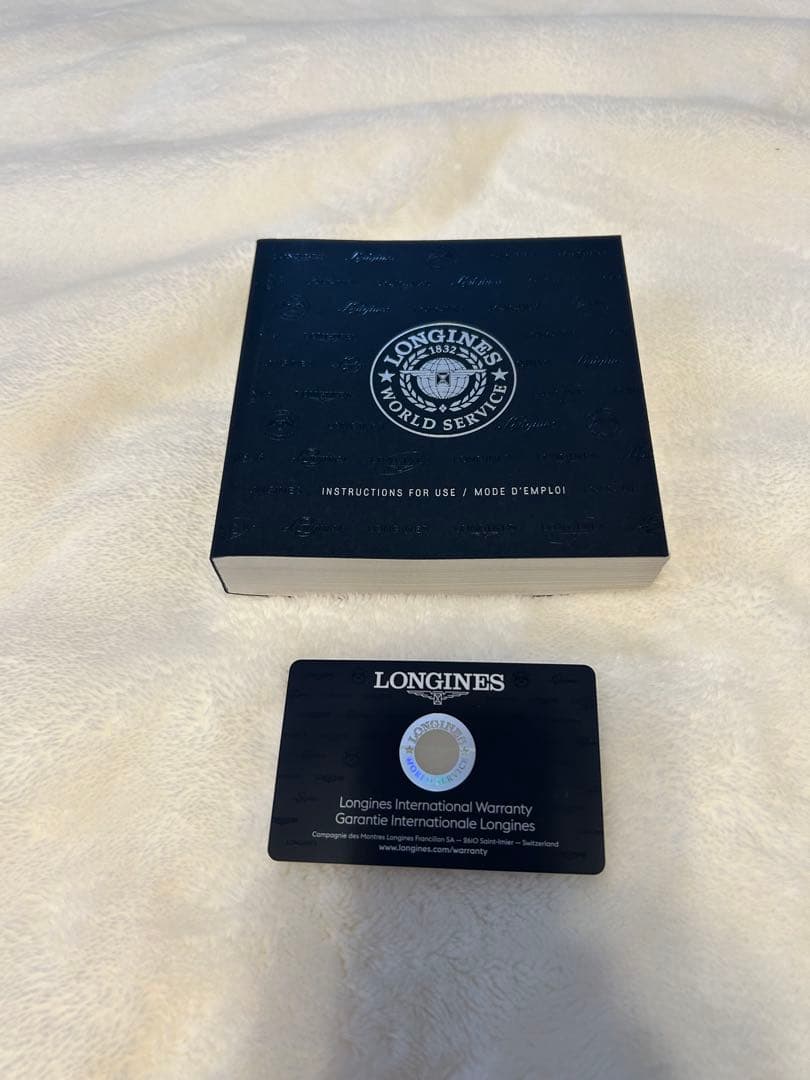 LONGINES
1832
WORLD SERVICE
INSTRUCTIONS FOR USE / MODE D'EMPLOI
LONGINES
LONGINES
WORLD SERVICE
Longines International Warranty
Garantie Internationale Longines
Compagnie des Montres Longines Francillon SA — 2610 Saint-Imier — Switzerland
www.longines.com/warranty